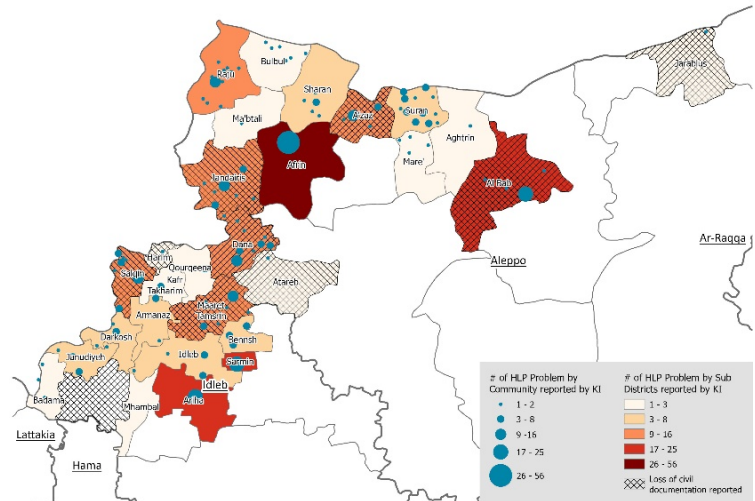 Bulbul
Raju
Sharan
Jarablus
Ma'btali
A'zaz
Suran
Aghtrin
Mare'
Afrin
Jandairis
Al Bab
Ar-Raqqa
Dana
Aleppo
Harim
Salqin
Qourqeena
Kafr
Takharim
Atareb
Maaret
Tamsrin
Armanaz
Darkosh
Bennsh
Janudiyeh
Idleb
Sarmin
Idleb
Badama
Mhambal
Ariha
Lattakia
Hama
# of HLP Problem by
Community reported by KI
1 - 2
3 - 8
9 -16
17 - 25
26 - 56
# of HLP Problem by Sub
Districts reported by KI
1 - 3
3 - 8
9 - 16
17 - 25
26 - 56
Loss of civil
documentation reported